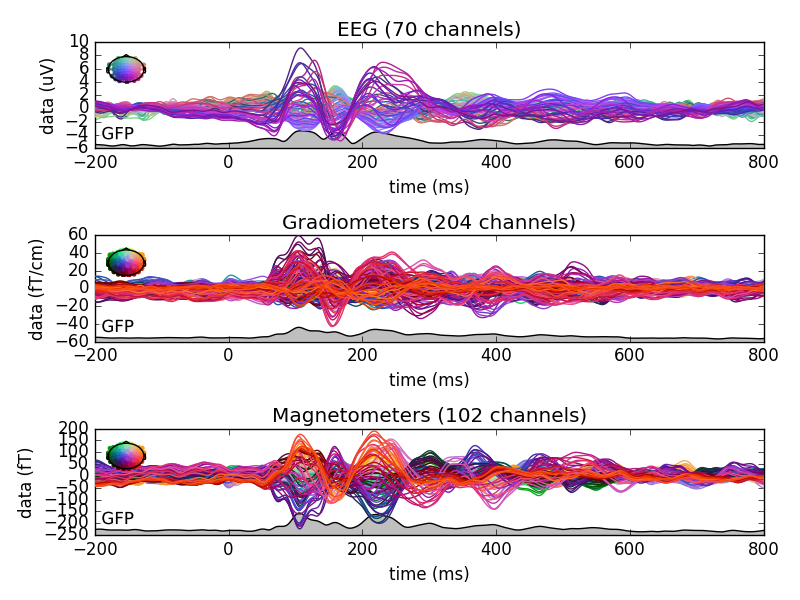 EEG (70 channels)
data (uV)
10
8
6
4
2
0
−2
−4
−6
GFP
−200 0 200 400 600 800
time (ms)
Gradiometers (204 channels)
data (fT/cm)
60
40
20
0
−20
−40
−60
GFP
−200 0 200 400 600 800
time (ms)
Magnetometers (102 channels)
data (fT)
200
150
100
50
0
−50
−100
−150
−200
−250
GFP
−200 0 200 400 600 800
time (ms)